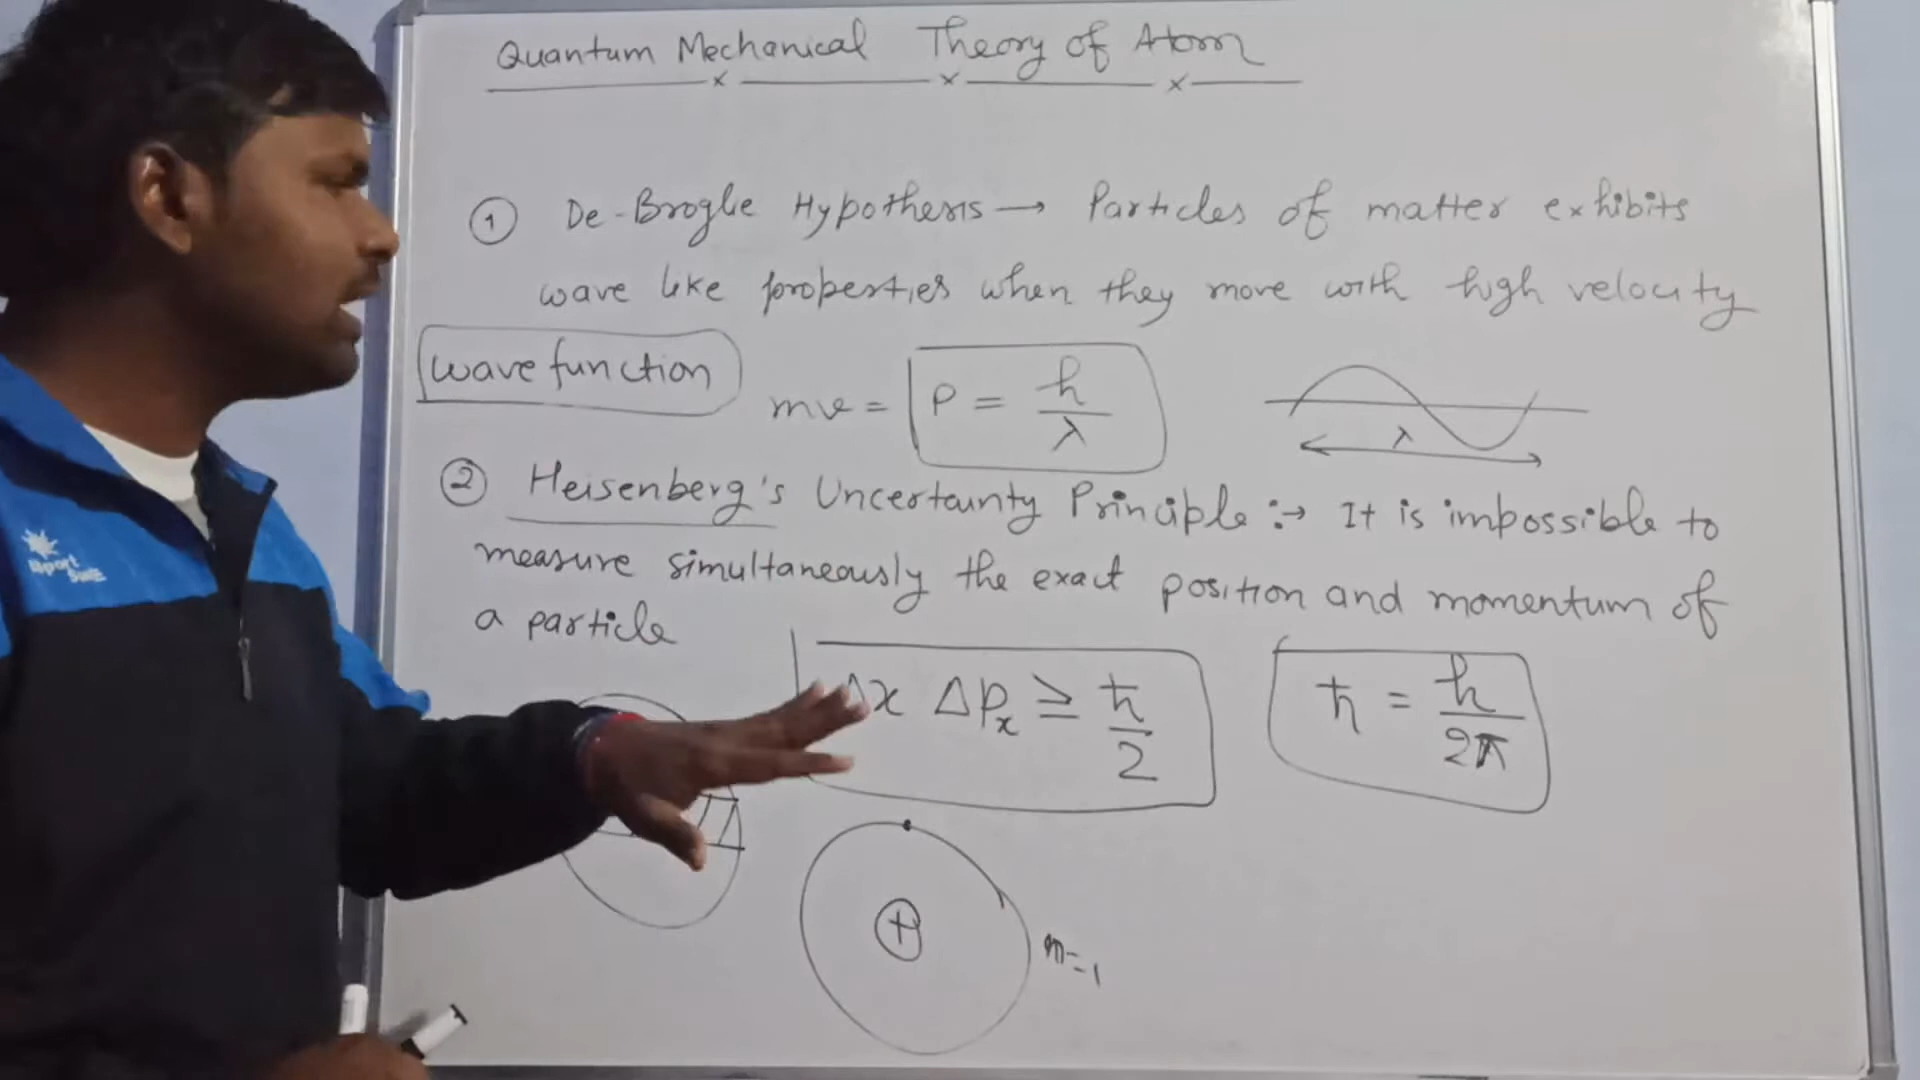 Quantum Mechanical Theory of Atom
① De-Broglie Hypothesis → Particles of matter exhibits
wave like properties when they move with high velocity
wave function
mv = P = h/λ
λ
② Heisenberg's Uncertainty Principle :→ It is impossible to
measure simultaneously the exact position and momentum of
a particle
Δx Δpx ≥ ħ/2
ħ = h/2π
+
n=1